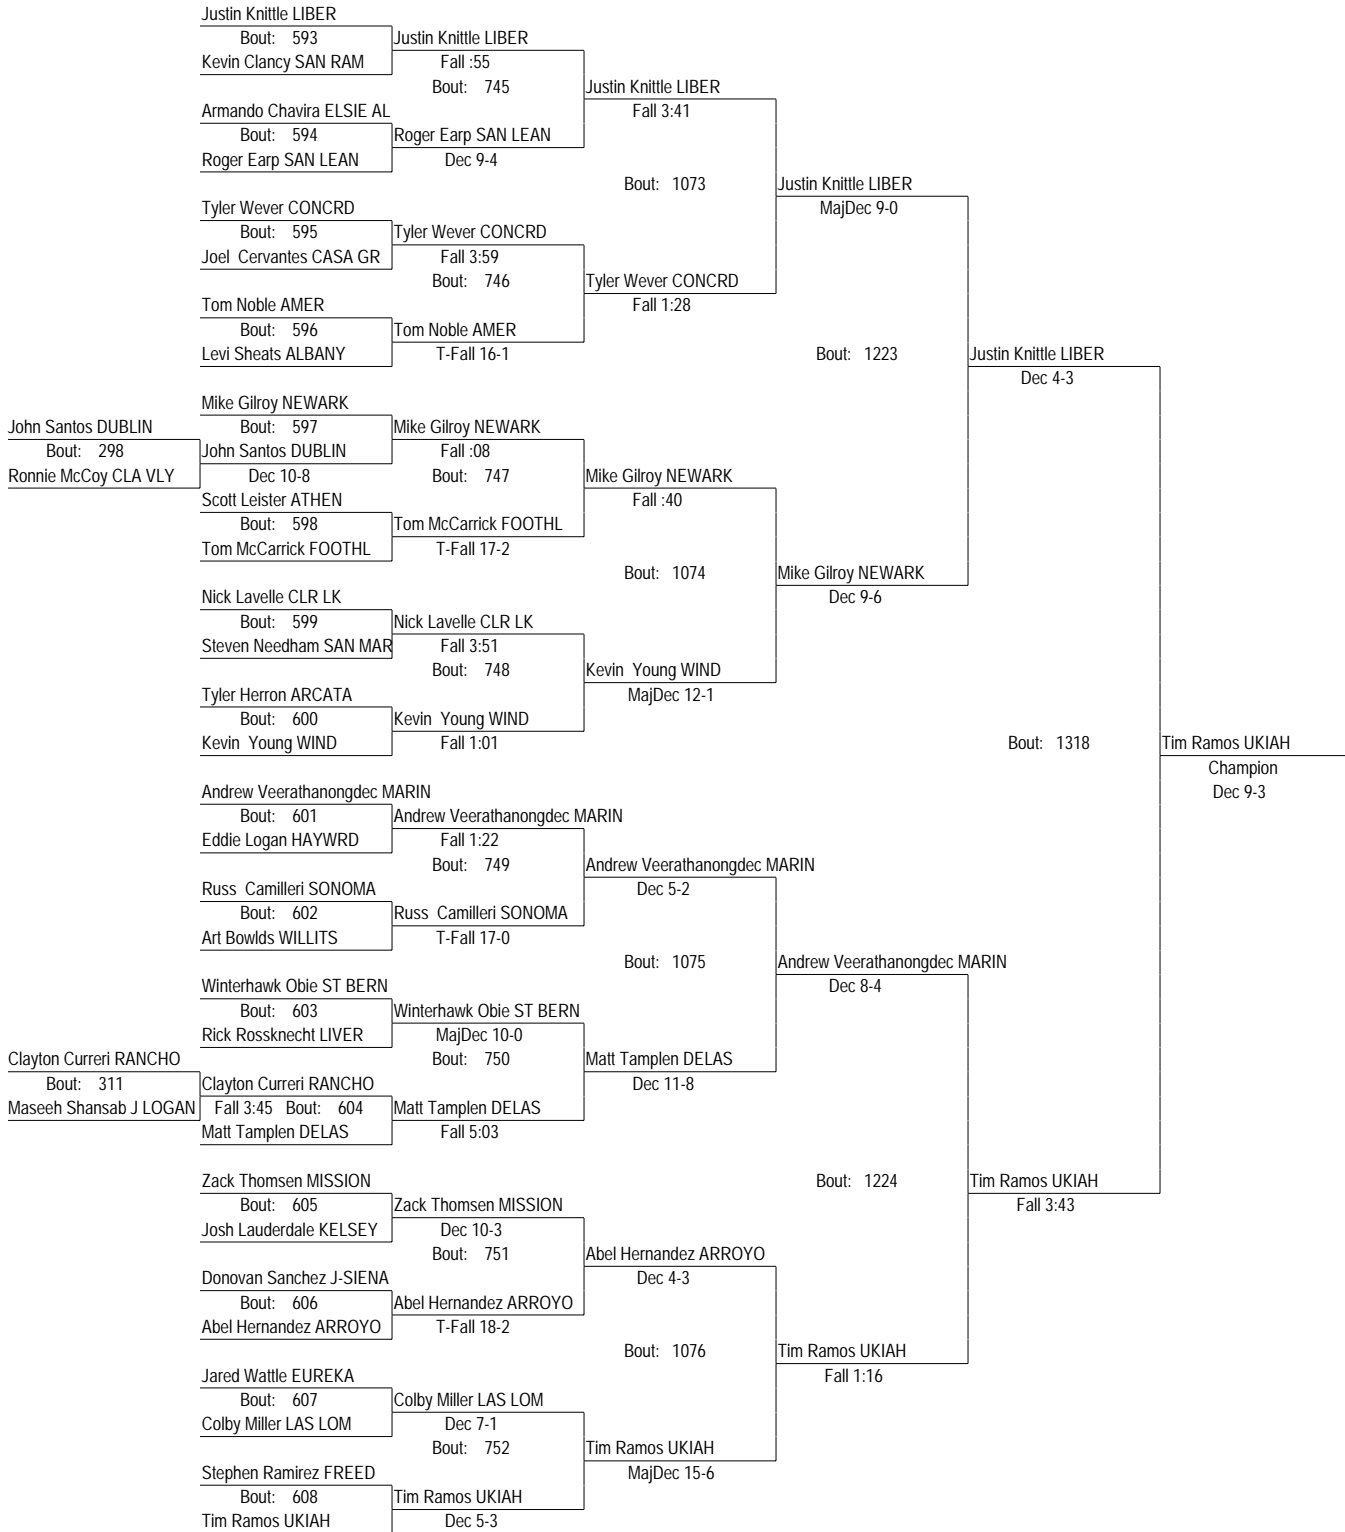 Justin Knittle LIBER
Bout: 593
Justin Knittle LIBER
Kevin Clancy SAN RAM
Fall :55
Bout: 745
Justin Knittle LIBER
Armando Chavira ELSIE AL
Fall 3:41
Bout: 594
Roger Earp SAN LEAN
Roger Earp SAN LEAN
Dec 9-4
Bout: 1073
Justin Knittle LIBER
Tyler Wever CONCRD
MajDec 9-0
Bout: 595
Tyler Wever CONCRD
Joel Cervantes CASA GR
Fall 3:59
Bout: 746
Tyler Wever CONCRD
Tom Noble AMER
Fall 1:28
Bout: 596
Tom Noble AMER
Levi Sheats ALBANY
T-Fall 16-1
Bout: 1223
Justin Knittle LIBER
Dec 4-3
Mike Gilroy NEWARK
John Santos DUBLIN
Bout: 597
Mike Gilroy NEWARK
Bout: 298
John Santos DUBLIN
Fall :08
Ronnie McCoy CLA VLY
Dec 10-8
Bout: 747
Mike Gilroy NEWARK
Scott Leister ATHEN
Fall :40
Bout: 598
Tom McCarrick FOOTHL
Tom McCarrick FOOTHL
T-Fall 17-2
Bout: 1074
Mike Gilroy NEWARK
Nick Lavelle CLR LK
Dec 9-6
Bout: 599
Nick Lavelle CLR LK
Steven Needham SAN MAR
Fall 3:51
Bout: 748
Kevin Young WIND
Tyler Herron ARCATA
MajDec 12-1
Bout: 600
Kevin Young WIND
Kevin Young WIND
Fall 1:01
Bout: 1318
Tim Ramos UKIAH
Champion
Dec 9-3
Andrew Veerathanongdec MARIN
Bout: 601
Andrew Veerathanongdec MARIN
Eddie Logan HAYWRD
Fall 1:22
Bout: 749
Andrew Veerathanongdec MARIN
Russ Camilleri SONOMA
Dec 5-2
Bout: 602
Russ Camilleri SONOMA
Art Bowlds WILLITS
T-Fall 17-0
Bout: 1075
Andrew Veerathanongdec MARIN
Winterhawk Obie ST BERN
Dec 8-4
Bout: 603
Winterhawk Obie ST BERN
Rick Rossknecht LIVER
MajDec 10-0
Clayton Curreri RANCHO
Bout: 750
Matt Tamplen DELAS
Bout: 311
Clayton Curreri RANCHO
Dec 11-8
Maseeh Shansab J LOGAN
Fall 3:45 Bout: 604
Matt Tamplen DELAS
Matt Tamplen DELAS
Fall 5:03
Zack Thomsen MISSION
Bout: 1224
Tim Ramos UKIAH
Bout: 605
Zack Thomsen MISSION
Fall 3:43
Josh Lauderdale KELSEY
Dec 10-3
Bout: 751
Abel Hernandez ARROYO
Donovan Sanchez J-SIENA
Dec 4-3
Bout: 606
Abel Hernandez ARROYO
Abel Hernandez ARROYO
T-Fall 18-2
Bout: 1076
Tim Ramos UKIAH
Jared Wattle EUREKA
Fall 1:16
Bout: 607
Colby Miller LAS LOM
Colby Miller LAS LOM
Dec 7-1
Bout: 752
Tim Ramos UKIAH
Stephen Ramirez FREED
MajDec 15-6
Bout: 608
Tim Ramos UKIAH
Tim Ramos UKIAH
Dec 5-3